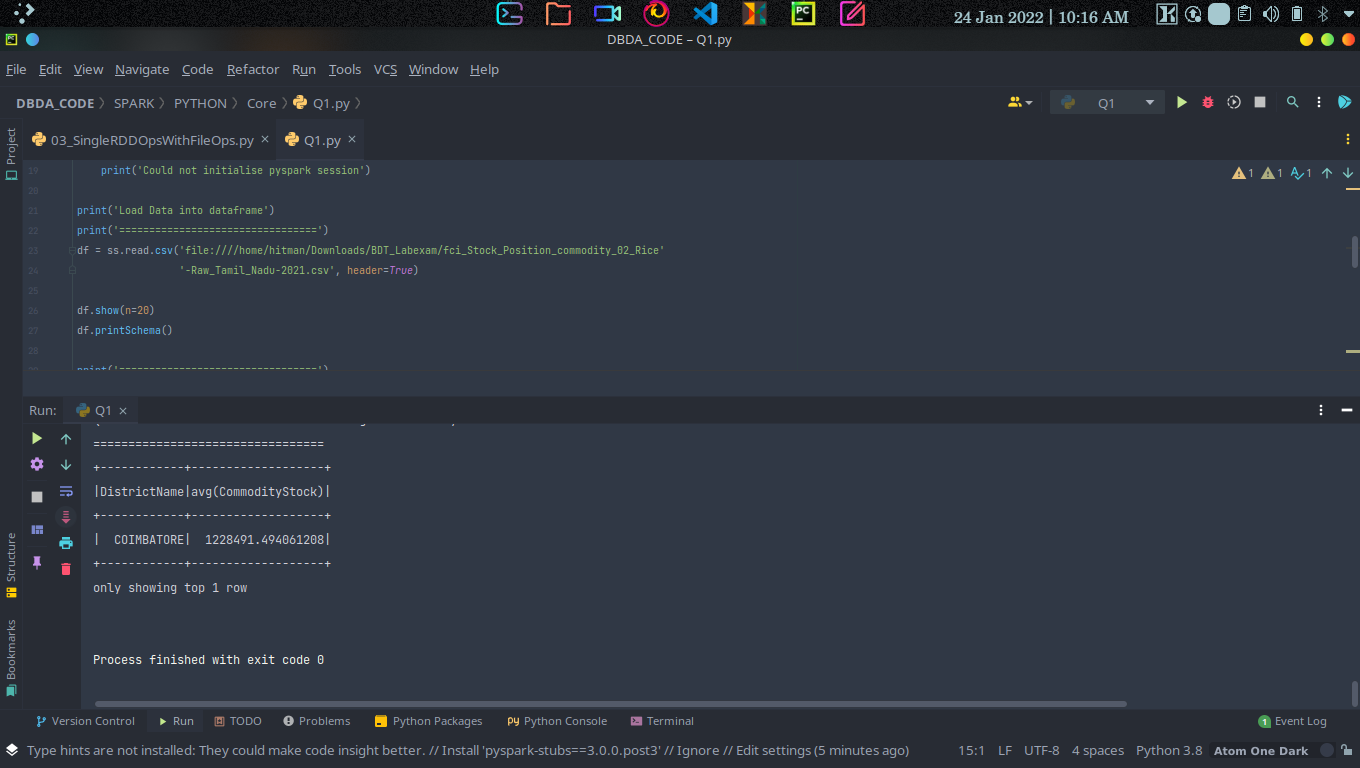 24 Jan 2022 | 10:16 AM
DBDA_CODE – Q1.py
File Edit View Navigate Code Refactor Run Tools VCS Window Help
DBDA_CODE SPARK PYTHON Core Q1.py
Q1
Project
03_SingleRDDOpsWithFileOps.py Q1.py
19 print('Could not initialise pyspark session')
1 1 1
20
21 print('Load Data into dataframe')
22 print('=================================')
23 df = ss.read.csv('file:////home/hitman/Downloads/BDT_Labexam/fci_Stock_Position_commodity_02_Rice'
24 '-Raw_Tamil_Nadu-2021.csv', header=True)
25
26 df.show(n=20)
27 df.printSchema()
28
print('=================================')
Run: Q1
=================================
+------------+-------------------+
|DistrictName|avg(CommodityStock)|
+------------+-------------------+
|  COIMBATORE|  1228491.494061208|
+------------+-------------------+
only showing top 1 row
Process finished with exit code 0
Structure
Bookmarks
Version Control Run TODO Problems Python Packages Python Console Terminal 1 Event Log
Type hints are not installed: They could make code insight better. // Install 'pyspark-stubs==3.0.0.post3' // Ignore // Edit settings (5 minutes ago) 15:1 LF UTF-8 4 spaces Python 3.8 Atom One Dark